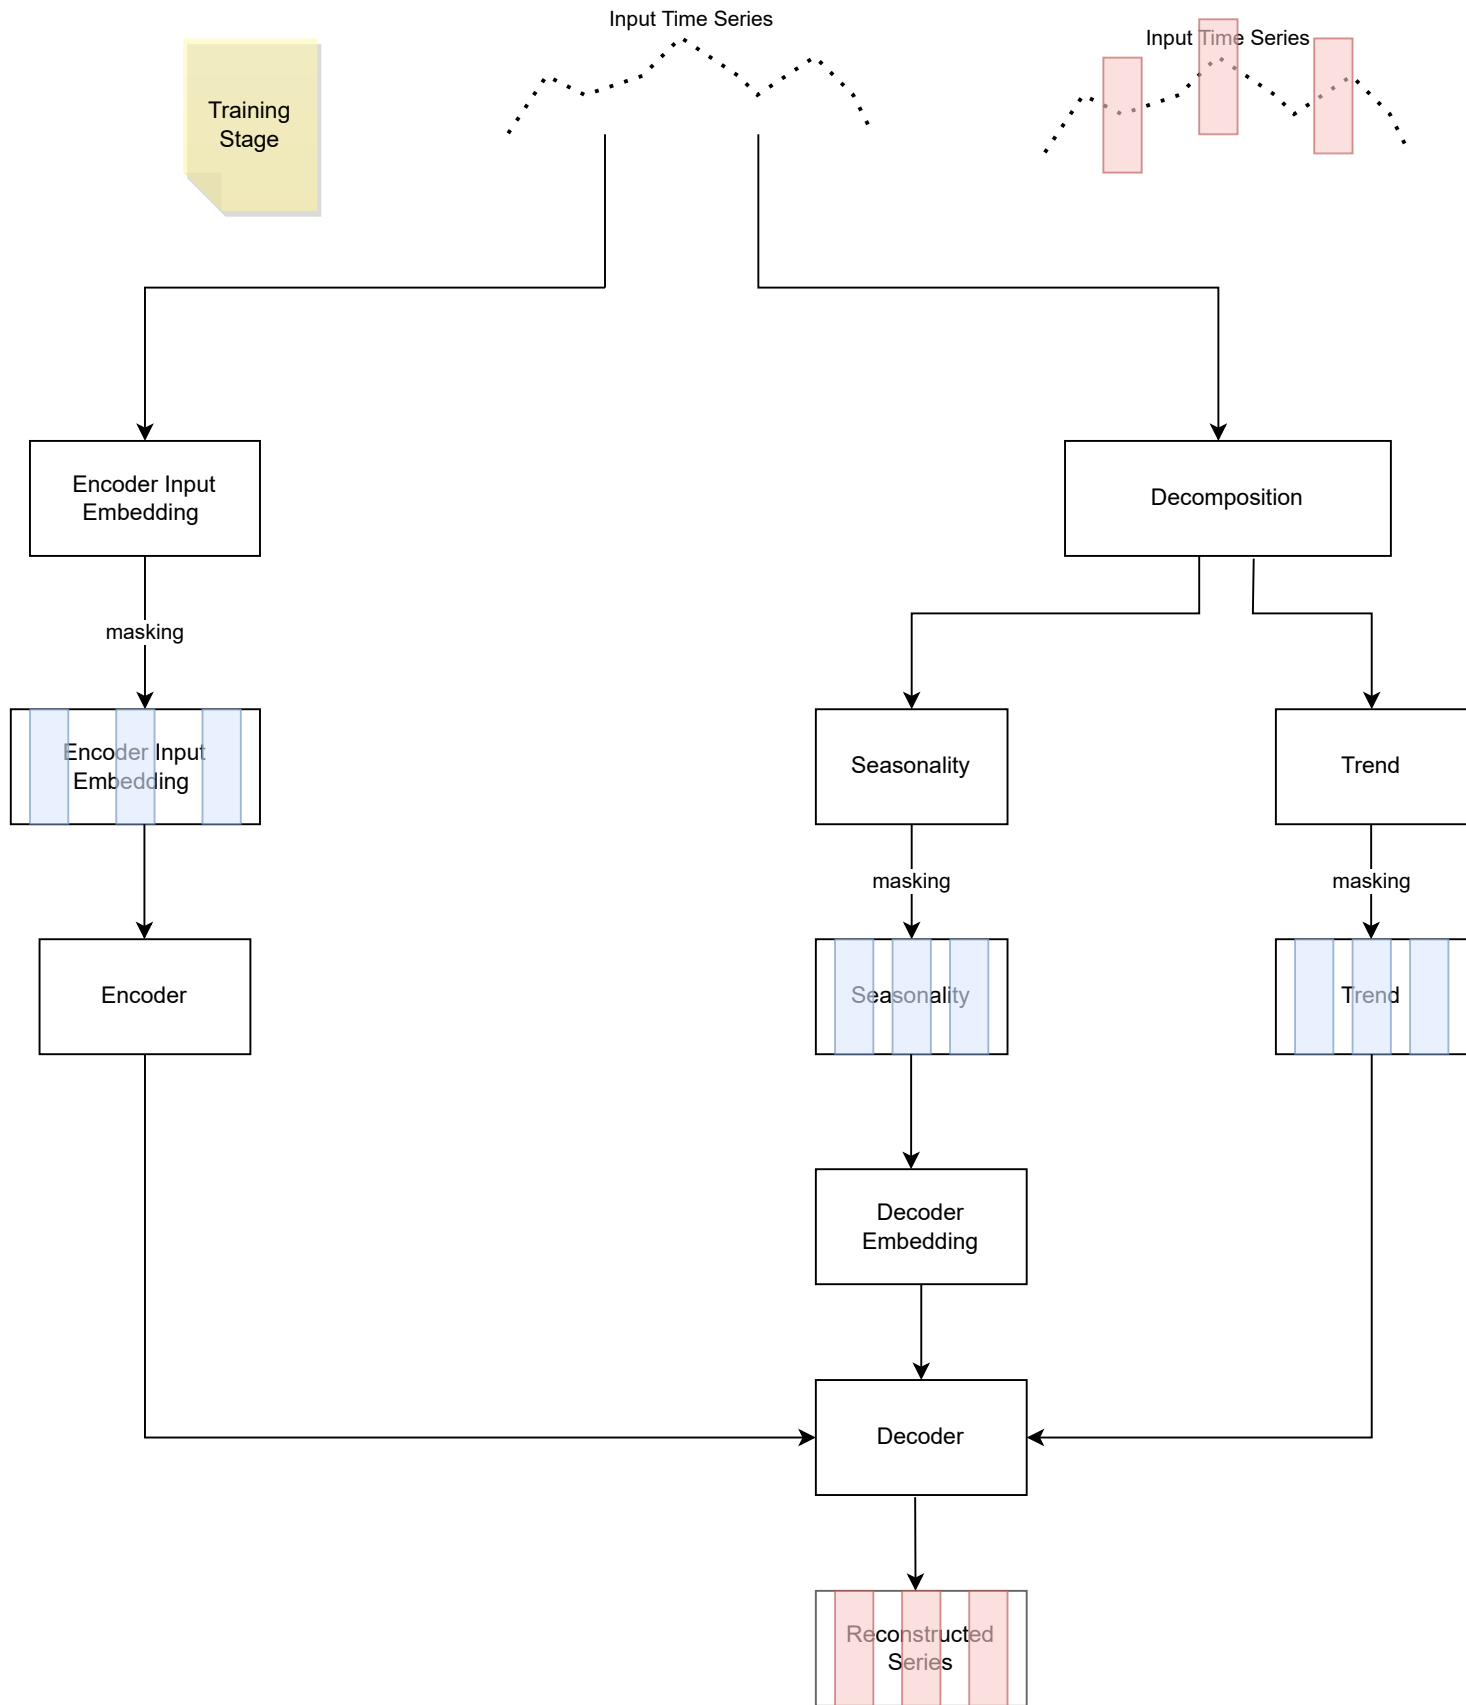 Input Time Series
Input Time Series
Training
Stage
Encoder Input
Embedding
Decomposition
masking
Encoder Input
Embedding
Seasonality
Trend
masking
masking
Encoder
Seasonality
Trend
Decoder
Embedding
Decoder
Reconstructed
Series